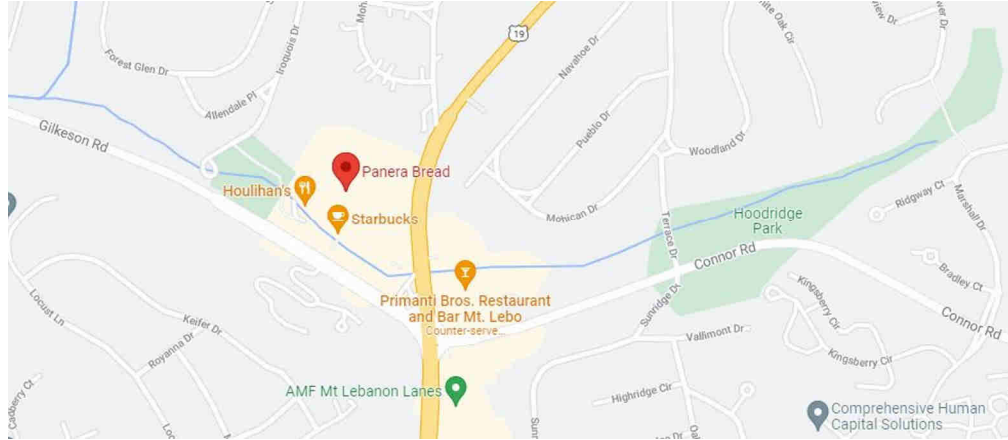 19
Moh
Iroquois Dr
Forest Glen Dr
Allendale Pl
Gilkeson Rd
Navahoe Dr
Pueblo Dr
Woodland Dr
Mohican Dr
Terrace Dr
Panera Bread
Houlihan's
Starbucks
Primanti Bros. Restaurant
and Bar Mt. Lebo
Counter-serve...
Hoodridge
Park
Connor Rd
Ridgway Ct
Marshall Dr
Bradley Ct
Connor Rd
Kingsberry Cir
Kingsberry Cir
Sunridge Dr
Vallimont Dr
Highridge Cir
Locust Ln
Keifer Dr
Royanna Dr
Cadberry Ct
AMF Mt Lebanon Lanes
Comprehensive Human
Capital Solutions